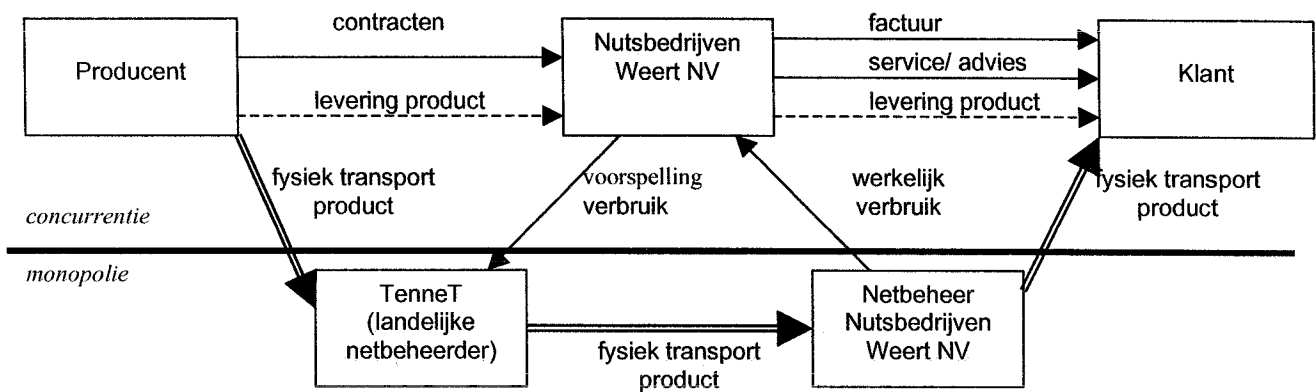 contracten
factuur
Producent
Nutsbedrijven
Weert NV
service/ advies
Klant
levering product
levering product
fysiek transport
product
voorspelling
verbruik
werkelijk
verbruik
fysiek transport
product
concurrentie
monopolie
TenneT
(landelijke
netbeheerder)
Netbeheer
Nutsbedrijven
Weert NV
fysiek transport
product